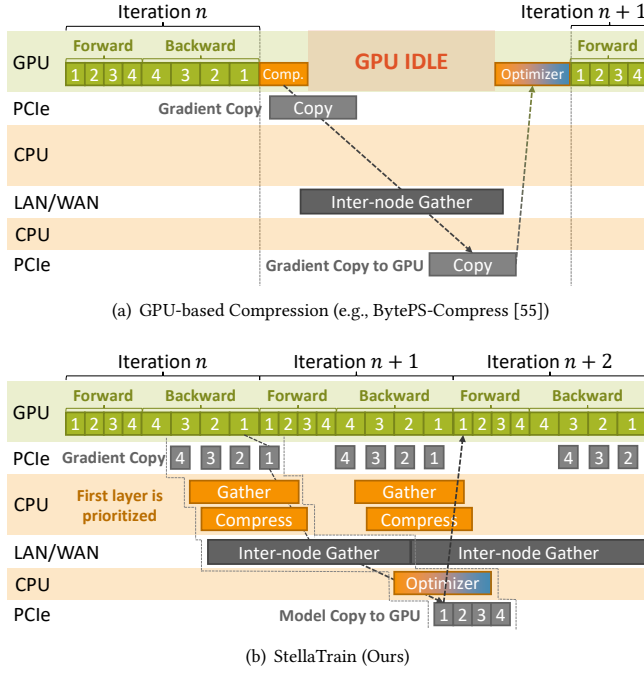 Iteration n
Iteration n + 1
Forward
Backward
Forward
GPU
1 2 3 4 4 3 2 1
Comp.
GPU IDLE
Optimizer
1 2 3 4
PCIe
Gradient Copy
Copy
CPU
LAN/WAN
Inter-node Gather
CPU
PCIe
Gradient Copy to GPU
Copy
(a) GPU-based Compression (e.g., BytePS-Compress [55])
Iteration n
Iteration n + 1
Iteration n + 2
Forward
Backward
Forward
Backward
Forward
Backward
GPU
1 2 3 4 4 3 2 1 1 2 3 4 4 3 2 1 1 2 3 4 4 3 2 1
PCIe
Gradient Copy
4 3 2 1
4 3 2 1
4 3 2
CPU
First layer is
prioritized
Gather
Gather
Compress
Compress
LAN/WAN
Inter-node Gather
Inter-node Gather
CPU
Optimizer
PCIe
Model Copy to GPU
1 2 3 4
(b) StellaTrain (Ours)